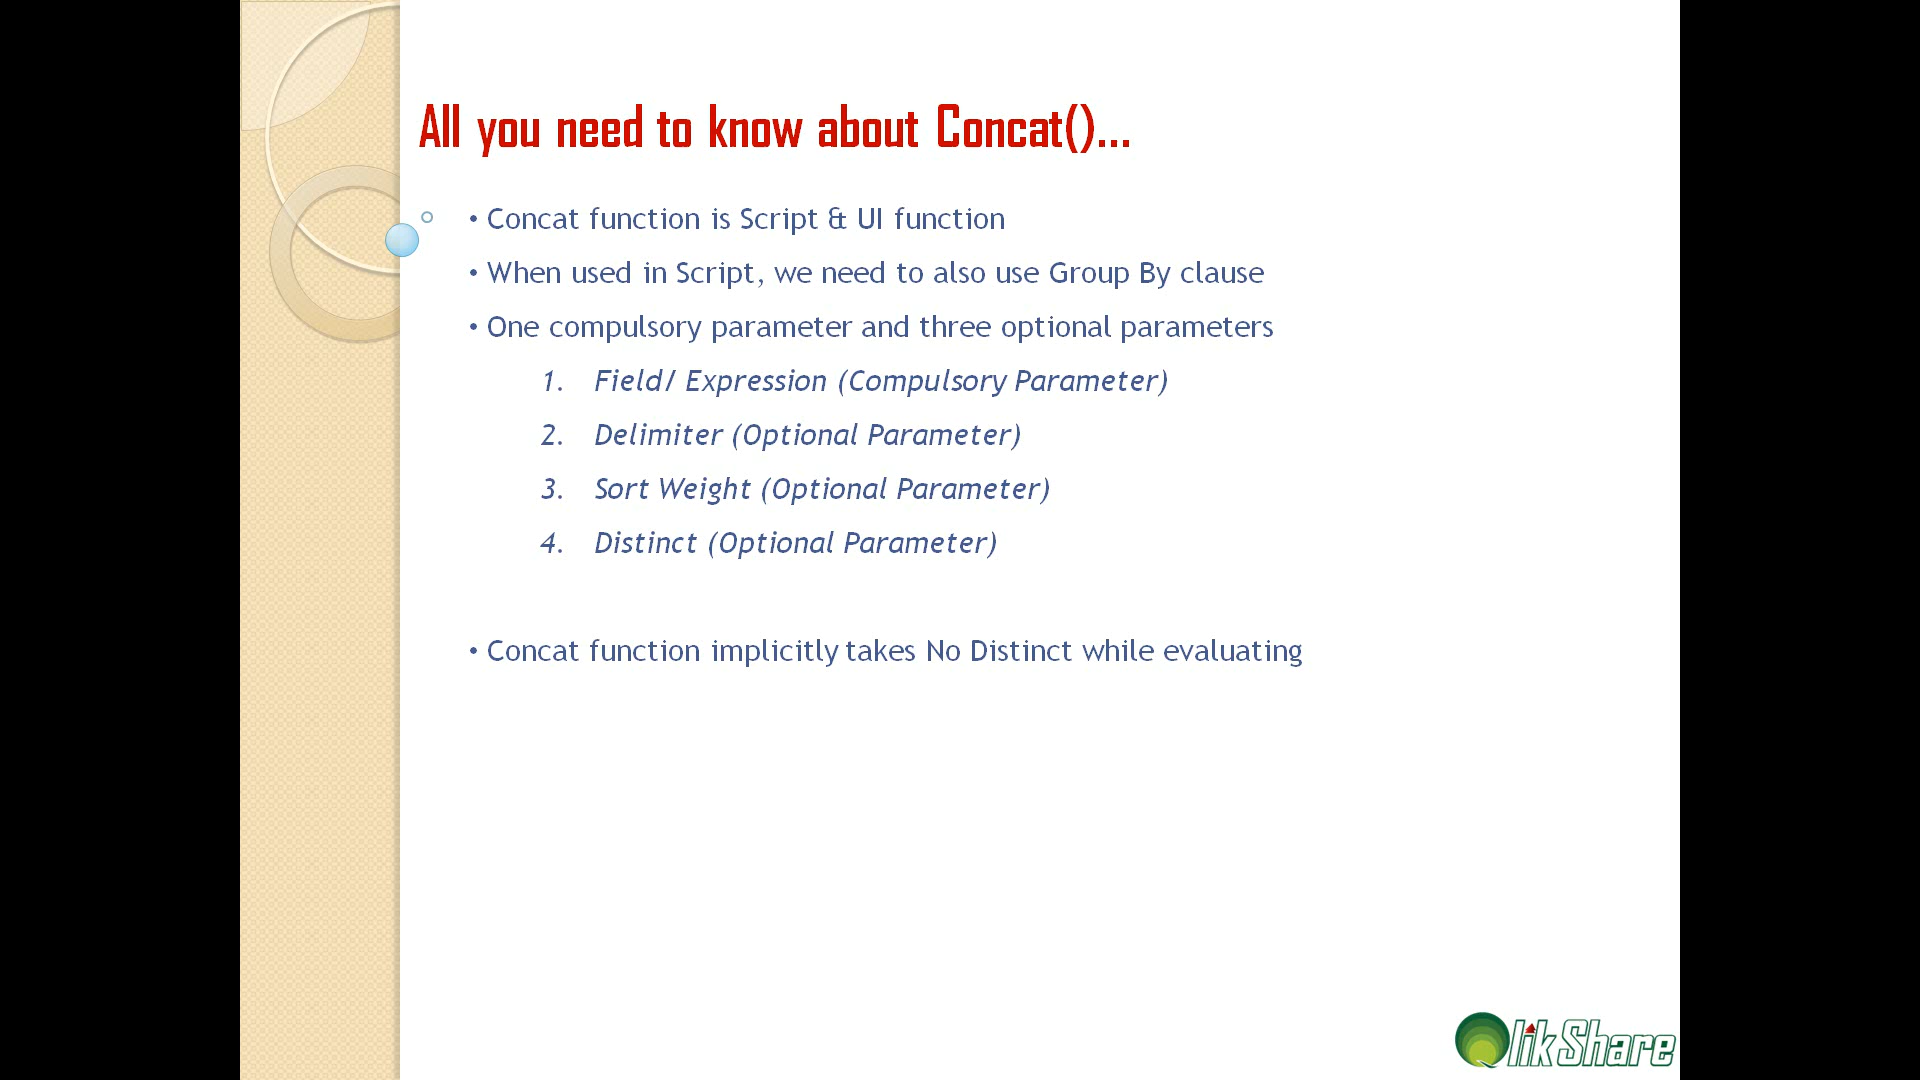 All you need to know about Concat()...
• Concat function is Script & UI function
• When used in Script, we need to also use Group By clause
• One compulsory parameter and three optional parameters
1. Field/ Expression (Compulsory Parameter)
2. Delimiter (Optional Parameter)
3. Sort Weight (Optional Parameter)
4. Distinct (Optional Parameter)
• Concat function implicitly takes No Distinct while evaluating
QlikShare